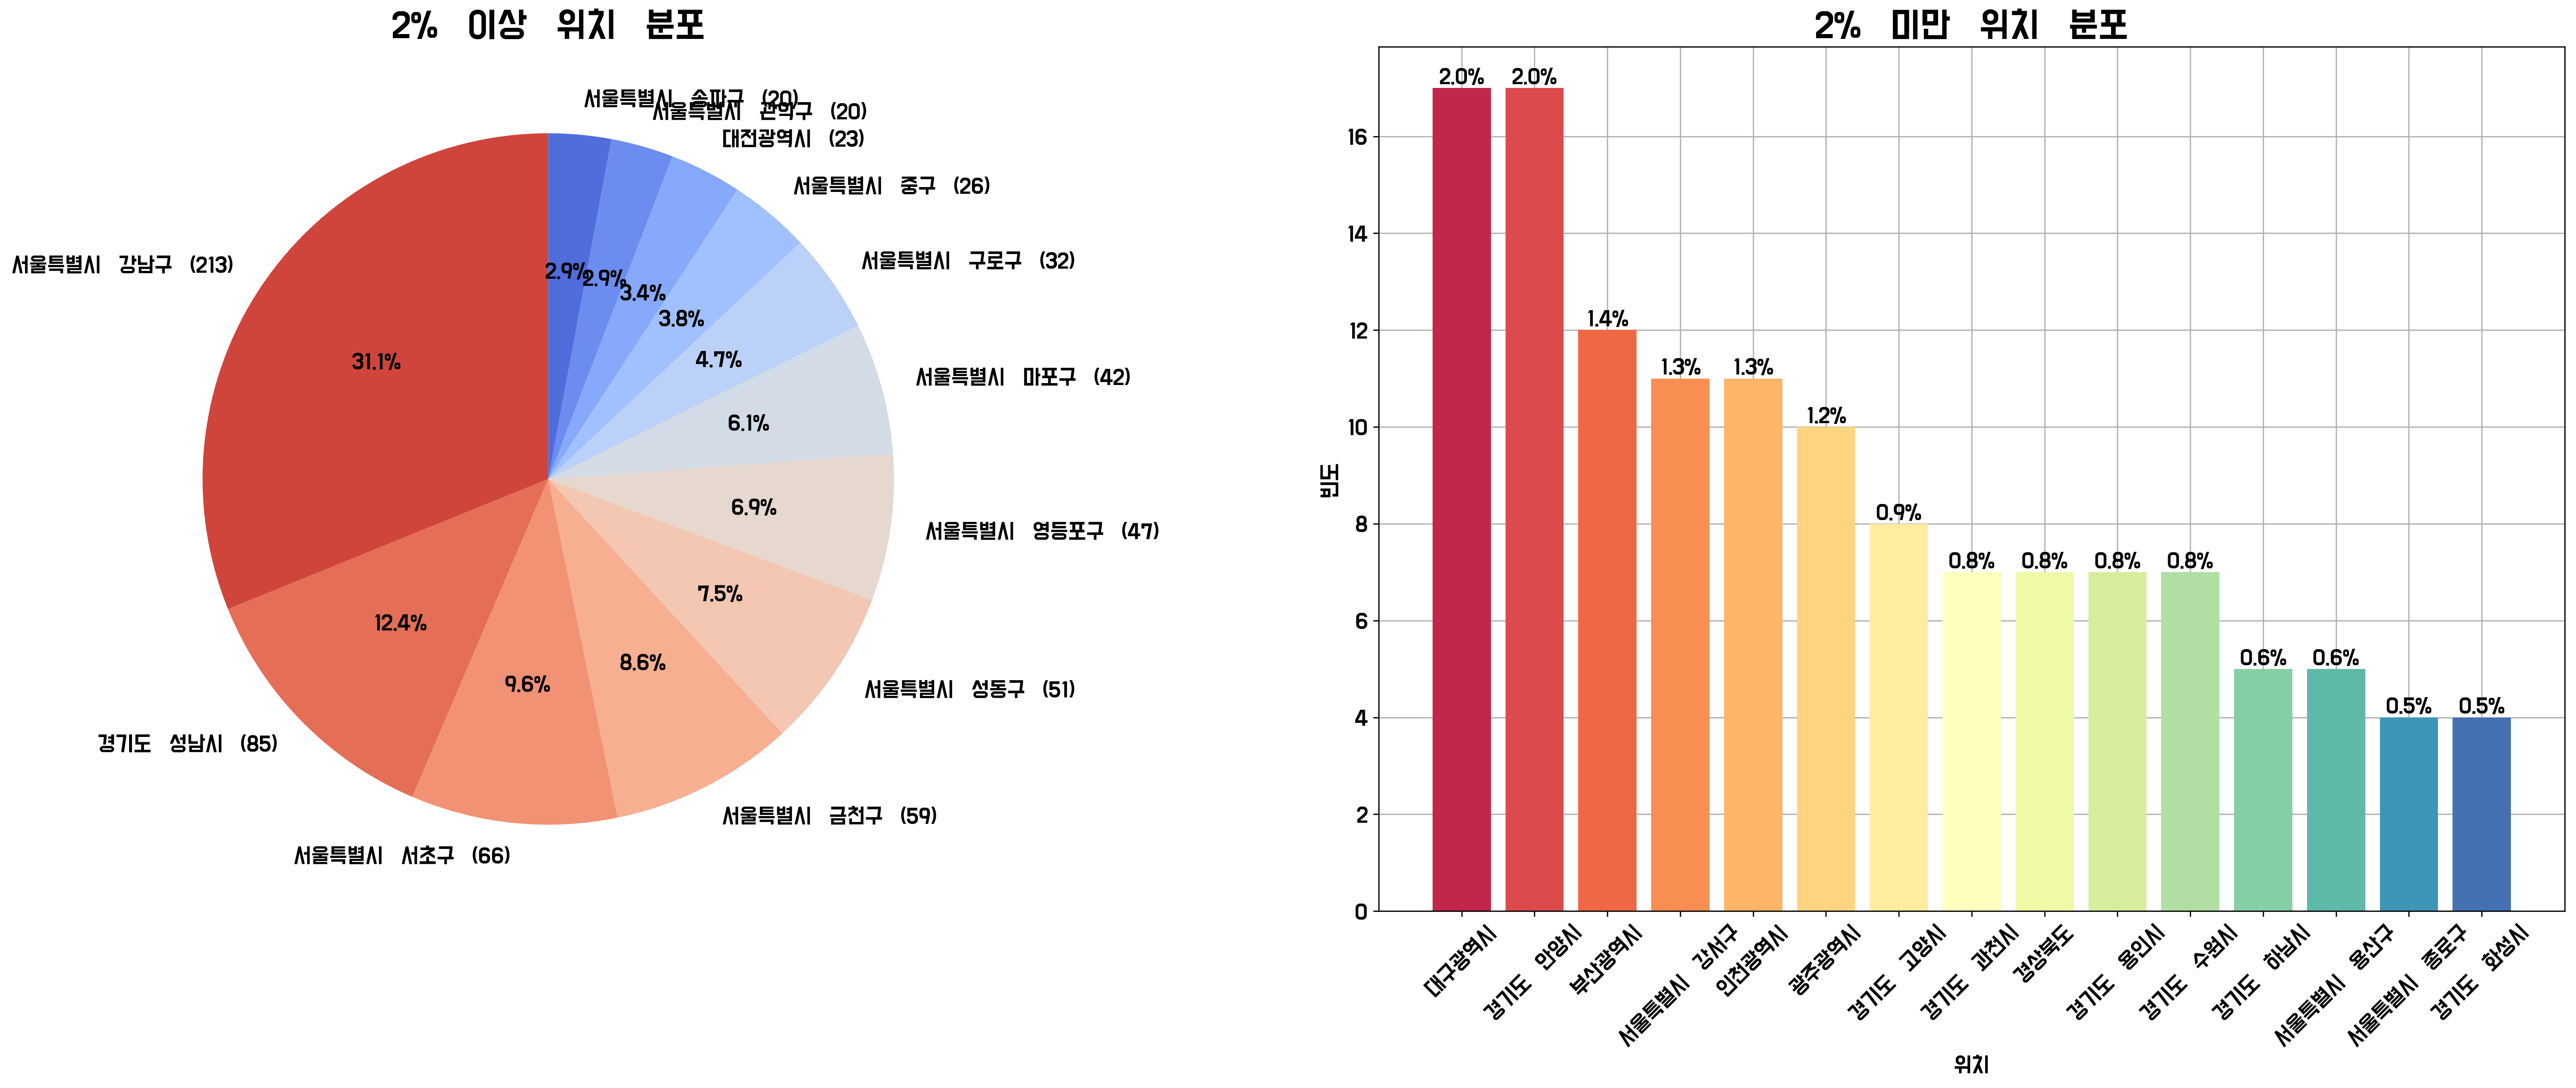 2% 이상 위치 분포
서울특별시 송파구 (20)
서울특별시 관악구 (20)
대전광역시 (23)
서울특별시 중구 (26)
서울특별시 구로구 (32)
서울특별시 마포구 (42)
서울특별시 영등포구 (47)
서울특별시 성동구 (51)
서울특별시 금천구 (59)
서울특별시 서초구 (66)
경기도 성남시 (85)
서울특별시 강남구 (213)
2.9%
2.9%
3.4%
3.8%
4.7%
6.1%
6.9%
7.5%
8.6%
9.6%
12.4%
31.1%
2% 미만 위치 분포
빈도
16
14
12
10
8
6
4
2
0
2.0%
2.0%
1.4%
1.3%
1.3%
1.2%
0.9%
0.8%
0.8%
0.8%
0.8%
0.6%
0.6%
0.5%
0.5%
대구광역시
경기도 안양시
부산광역시
서울특별시 강서구
인천광역시
광주광역시
경기도 고양시
경기도 과천시
경상북도
경기도 용인시
경기도 수원시
경기도 하남시
서울특별시 용산구
서울특별시 종로구
경기도 화성시
위치